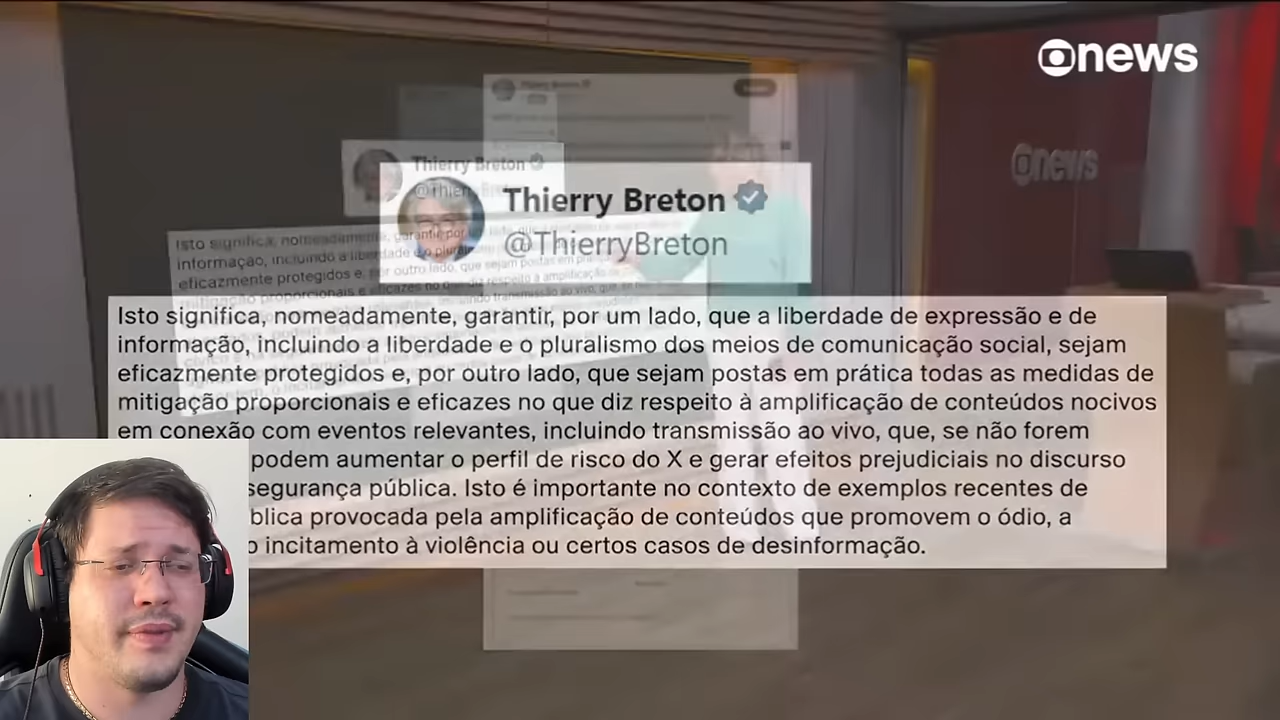 news
news
Thierry Breton
@ThierryBreton
Thierry Breton
@ThierryBreton
Isto significa, nomeadamente, garantir, por um lado, que a liberdade de expressão e de
informação, incluindo a liberdade e o pluralismo dos meios de comunicação social, sejam
eficazmente protegidos e, por outro lado, que sejam postas em prática todas as medidas de
mitigação proporcionais e eficazes no que diz respeito à amplificação de conteúdos nocivos
em conexão com eventos relevantes, incluindo transmissão ao vivo, que, se não forem
podem aumentar o perfil de risco do X e gerar efeitos prejudiciais no discurso
segurança pública. Isto é importante no contexto de exemplos recentes de
blica provocada pela amplificação de conteúdos que promovem o ódio, a
o incitamento à violência ou certos casos de desinformação.